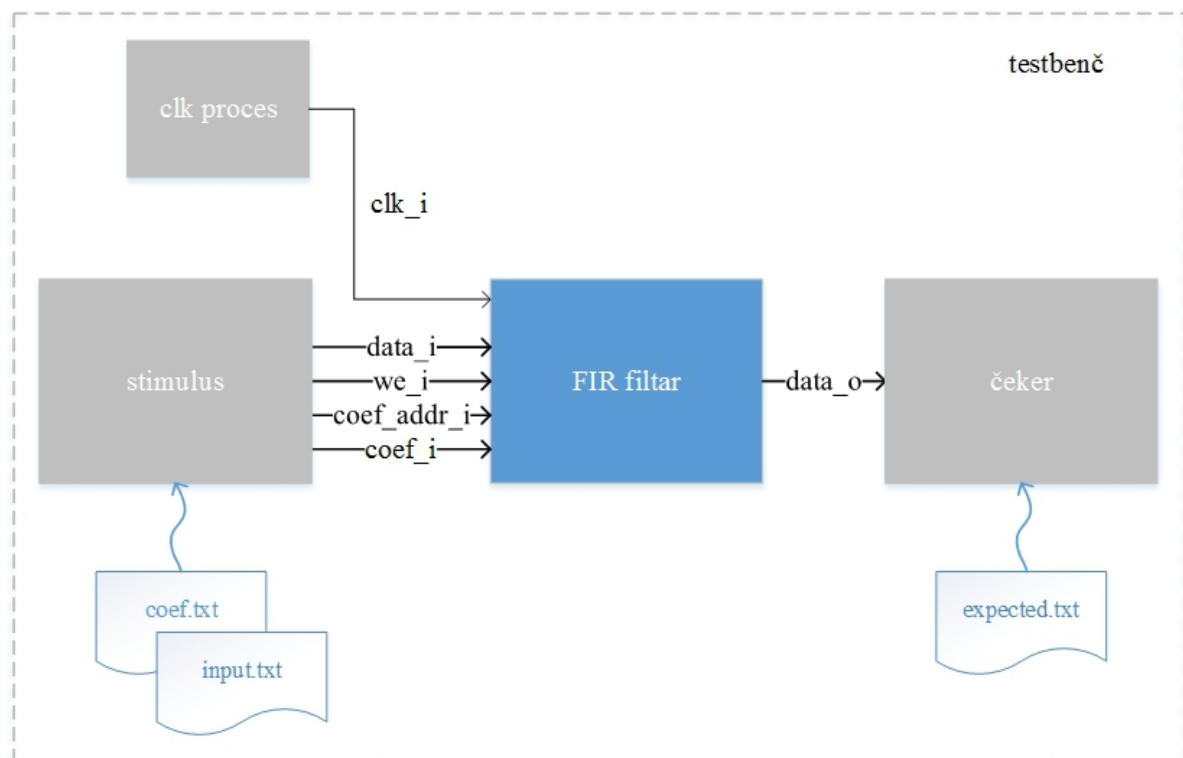 testbenč
clk proces
clk_i
stimulus
data_i
we_i
coef_addr_i
coef_i
FIR filtar
data_o
čeker
coef.txt
input.txt
expected.txt